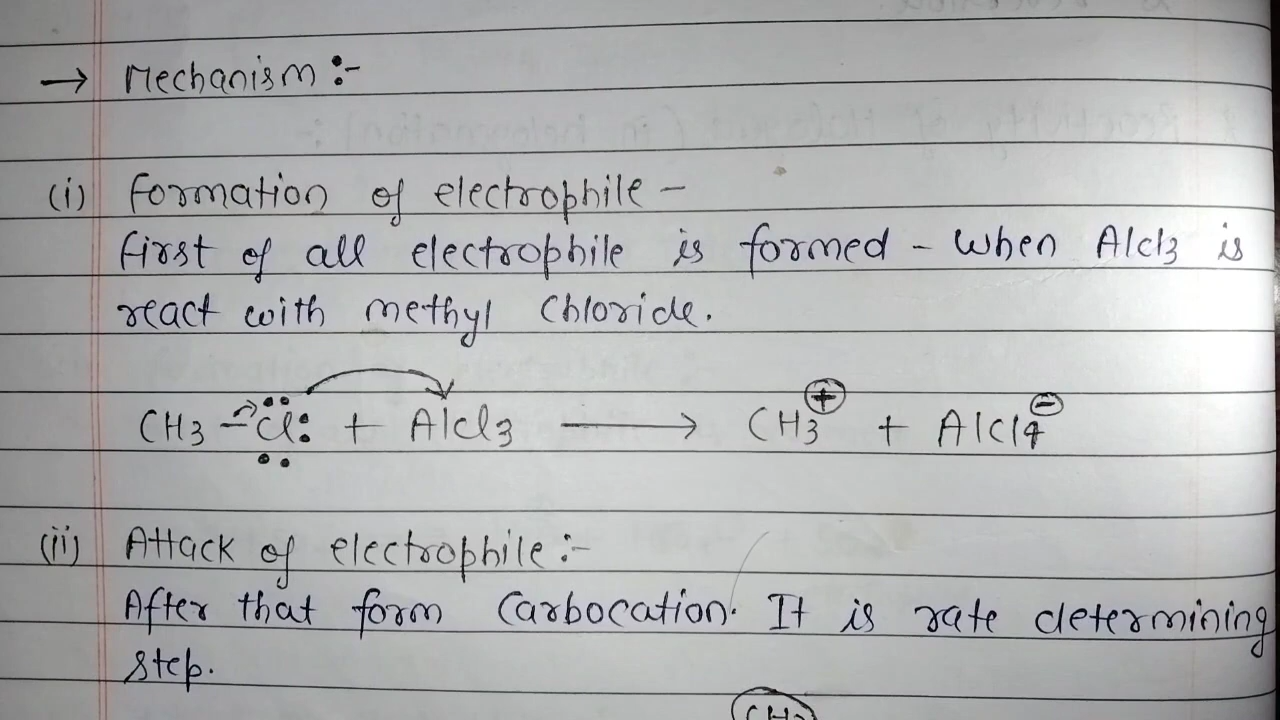 → Mechanism :-
(i) Formation of electrophile -
first of all electrophile is formed - when AlCl3 is
react with methyl Chloride.
CH3 - Cl: + AlCl3 ⟶ CH3⊕ + AlCl4⊖
(ii) Attack of electrophile :-
After that form Carbocation. It is rate determining
step.
CH3